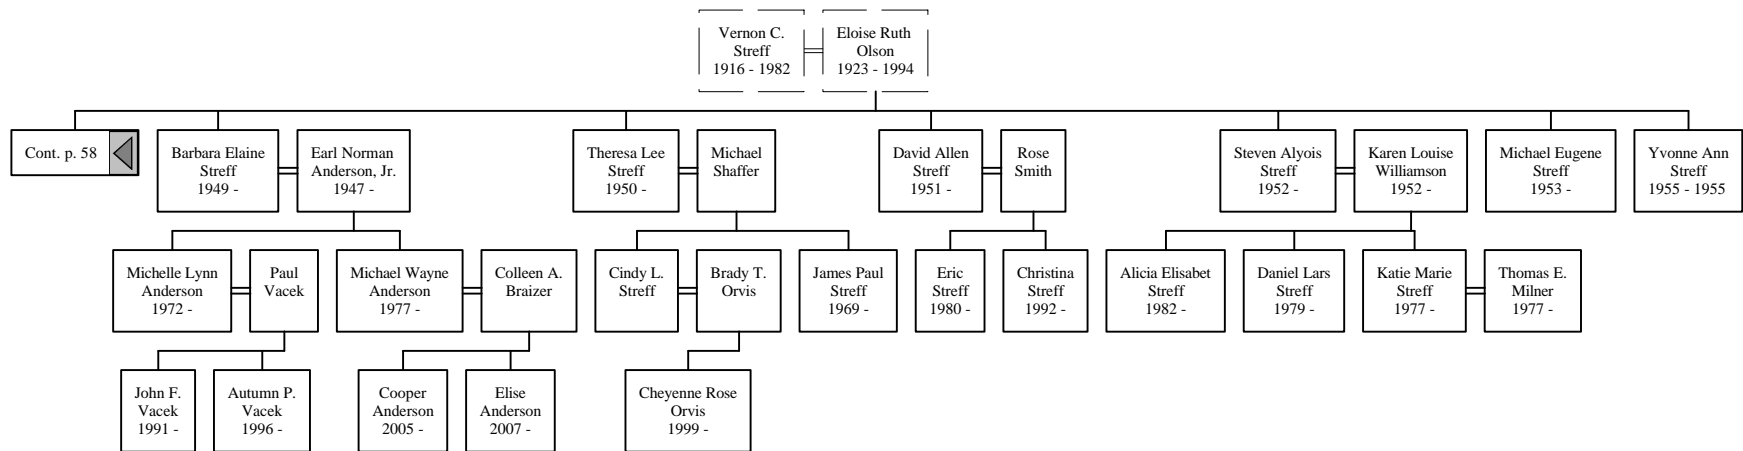 Vernon C.
Streff
1916 - 1982
Eloise Ruth
Olson
1923 - 1994
Cont. p. 58
Barbara Elaine
Streff
1949 -
Earl Norman
Anderson, Jr.
1947 -
Theresa Lee
Streff
1950 -
Michael
Shaffer
David Allen
Streff
1951 -
Rose
Smith
Steven Alyois
Streff
1952 -
Karen Louise
Williamson
1952 -
Michael Eugene
Streff
1953 -
Yvonne Ann
Streff
1955 - 1955
Michelle Lynn
Anderson
1972 -
Paul
Vacek
Michael Wayne
Anderson
1977 -
Colleen A.
Braizer
Cindy L.
Streff
Brady T.
Orvis
James Paul
Streff
1969 -
Eric
Streff
1980 -
Christina
Streff
1992 -
Alicia Elisabet
Streff
1982 -
Daniel Lars
Streff
1979 -
Katie Marie
Streff
1977 -
Thomas E.
Milner
1977 -
John F.
Vacek
1991 -
Autumn P.
Vacek
1996 -
Cooper
Anderson
2005 -
Elise
Anderson
2007 -
Cheyenne Rose
Orvis
1999 -